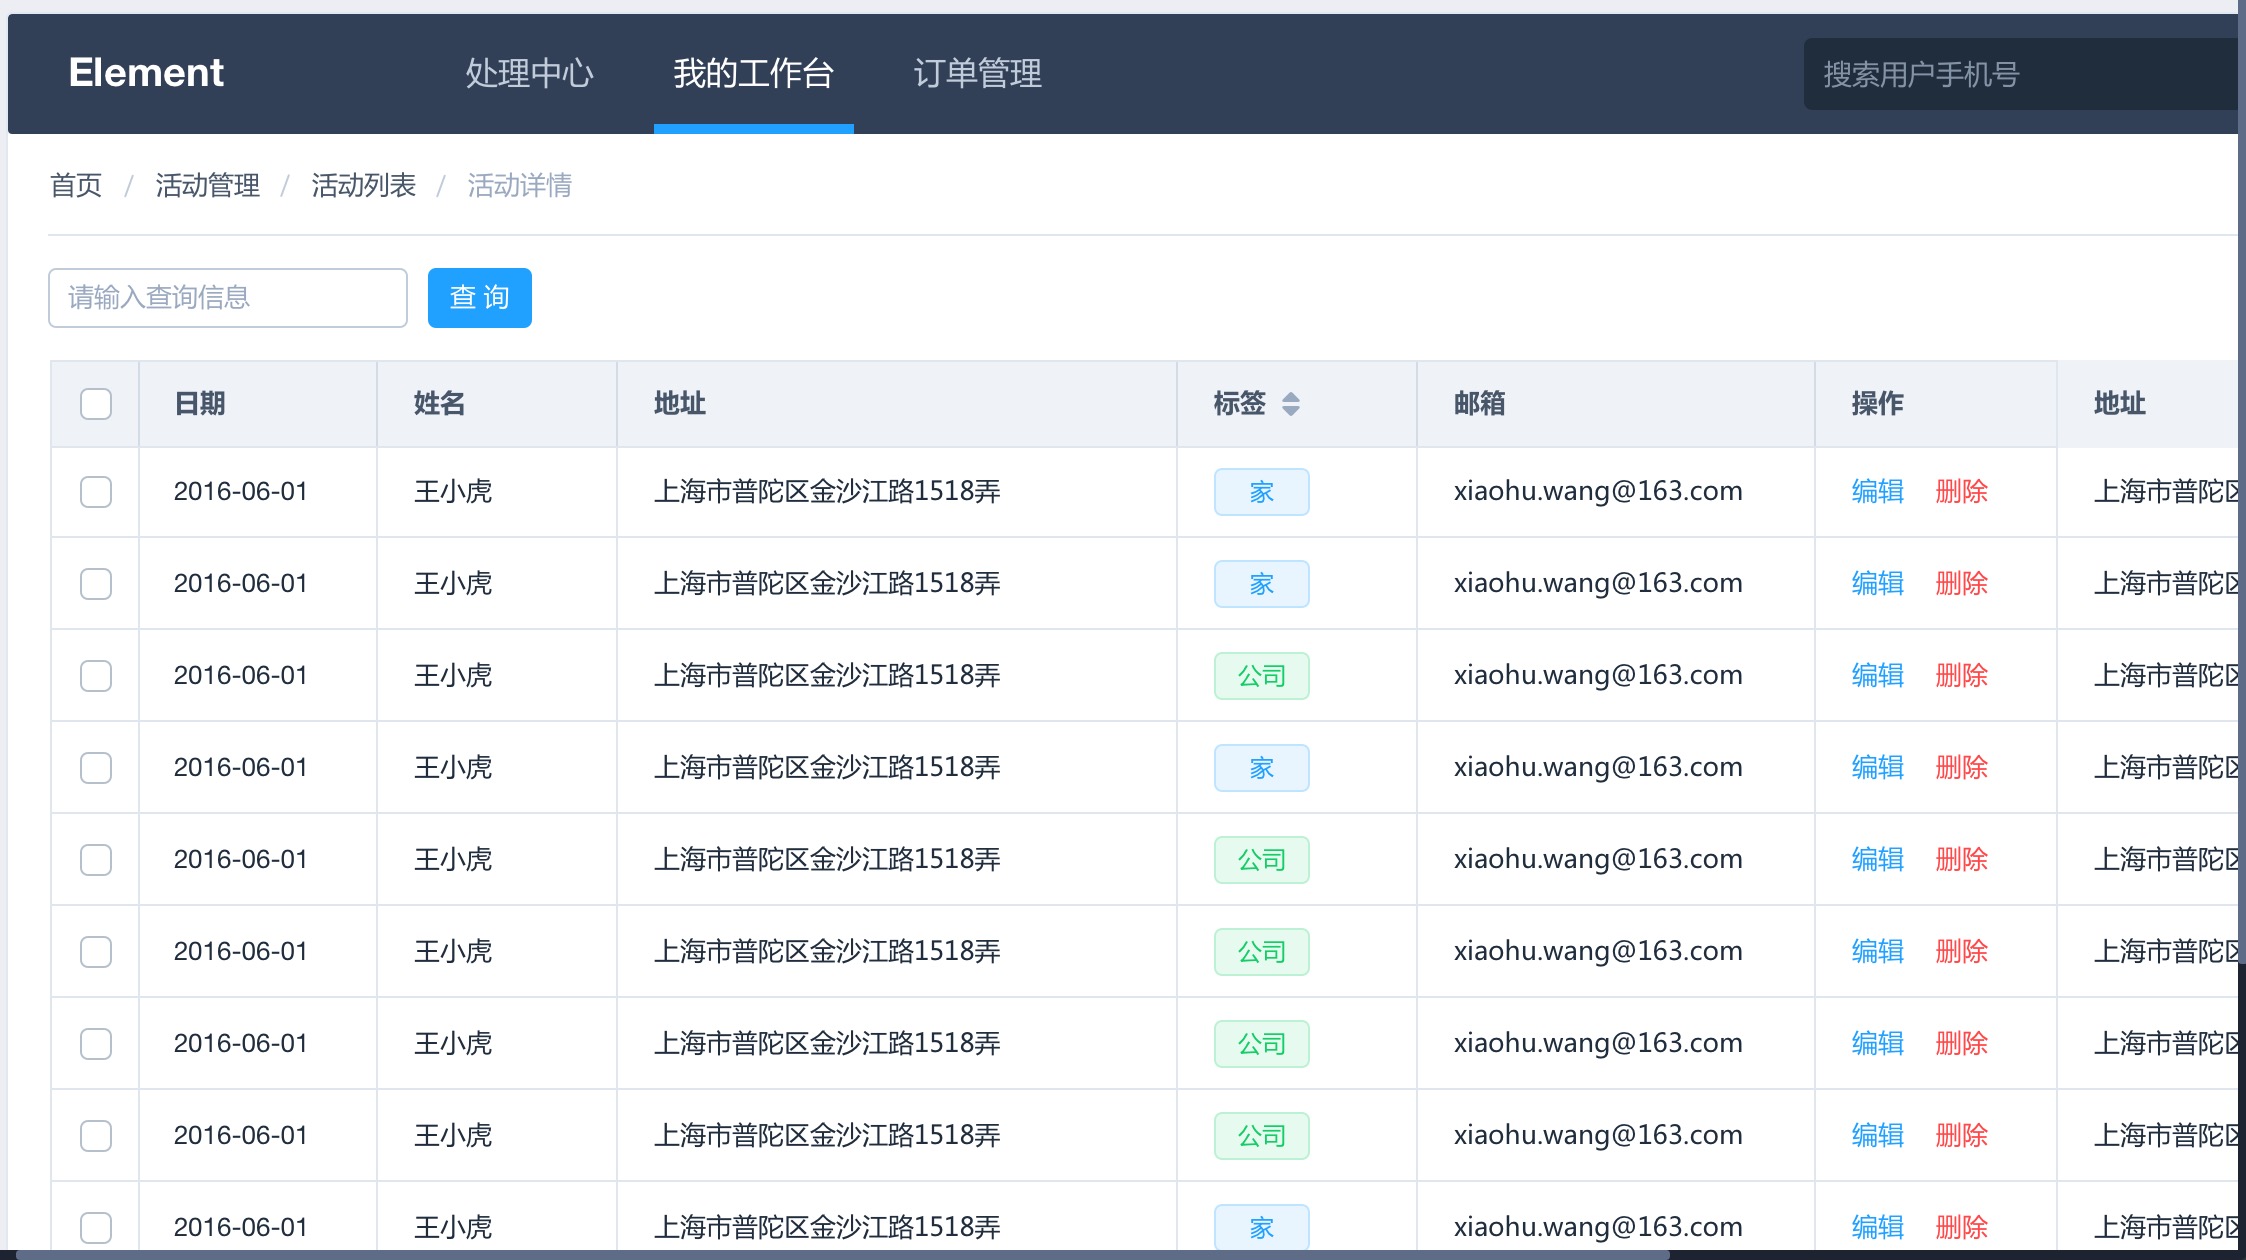 Element 处理中心 我的工作台 订单管理 搜索用户手机号
首页 / 活动管理 / 活动列表 / 活动详情
请输入查询信息 查 询
日期 姓名 地址 标签 邮箱 操作 地址
2016-06-01 王小虎 上海市普陀区金沙江路1518弄 家 xiaohu.wang@163.com 编辑 删除 上海市普陀区
2016-06-01 王小虎 上海市普陀区金沙江路1518弄 家 xiaohu.wang@163.com 编辑 删除 上海市普陀区
2016-06-01 王小虎 上海市普陀区金沙江路1518弄 公司 xiaohu.wang@163.com 编辑 删除 上海市普陀区
2016-06-01 王小虎 上海市普陀区金沙江路1518弄 家 xiaohu.wang@163.com 编辑 删除 上海市普陀区
2016-06-01 王小虎 上海市普陀区金沙江路1518弄 公司 xiaohu.wang@163.com 编辑 删除 上海市普陀区
2016-06-01 王小虎 上海市普陀区金沙江路1518弄 公司 xiaohu.wang@163.com 编辑 删除 上海市普陀区
2016-06-01 王小虎 上海市普陀区金沙江路1518弄 公司 xiaohu.wang@163.com 编辑 删除 上海市普陀区
2016-06-01 王小虎 上海市普陀区金沙江路1518弄 公司 xiaohu.wang@163.com 编辑 删除 上海市普陀区
2016-06-01 王小虎 上海市普陀区金沙江路1518弄 家 xiaohu.wang@163.com 编辑 删除 上海市普陀区